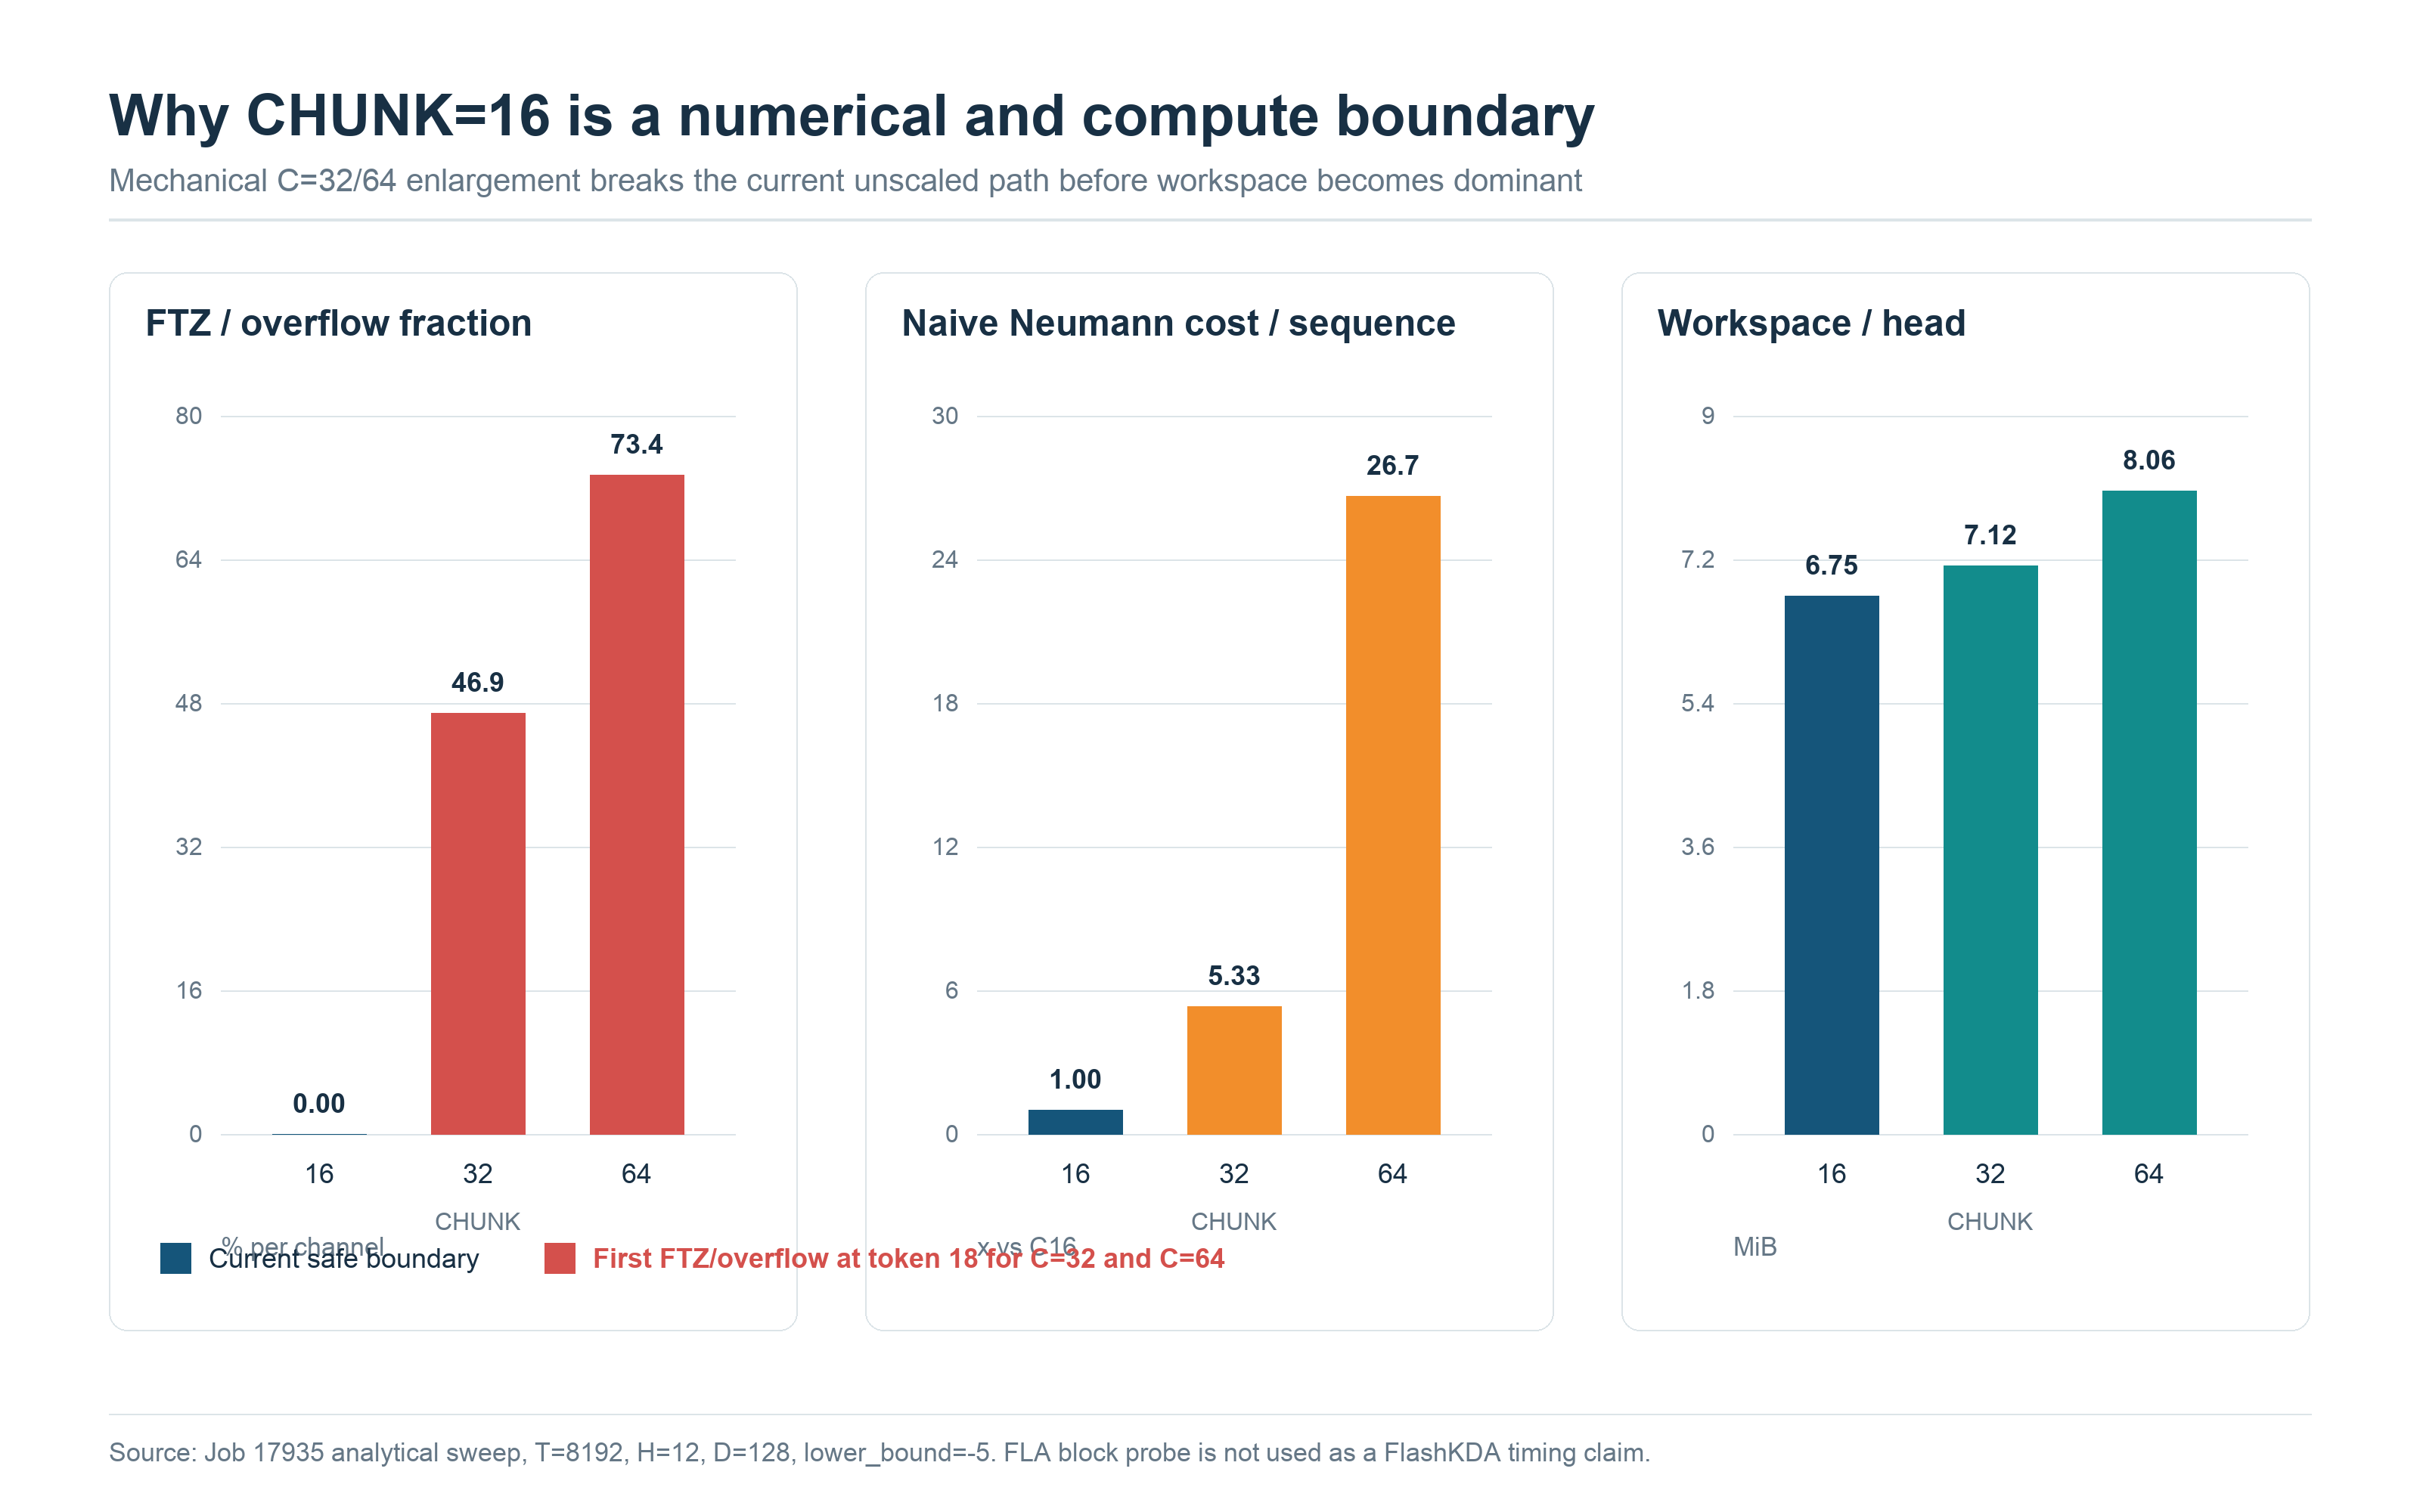 Why CHUNK=16 is a numerical and compute boundary
Mechanical C=32/64 enlargement breaks the current unscaled path before workspace becomes dominant
FTZ / overflow fraction
80
64
48
32
16
0
0.00
46.9
73.4
16
32
64
CHUNK
% per channel
Naive Neumann cost / sequence
30
24
18
12
6
0
1.00
5.33
26.7
16
32
64
CHUNK
x vs C16
Workspace / head
9
7.2
5.4
3.6
1.8
0
6.75
7.12
8.06
16
32
64
CHUNK
MiB
Current safe boundary
First FTZ/overflow at token 18 for C=32 and C=64
Source: Job 17935 analytical sweep, T=8192, H=12, D=128, lower_bound=-5. FLA block probe is not used as a FlashKDA timing claim.